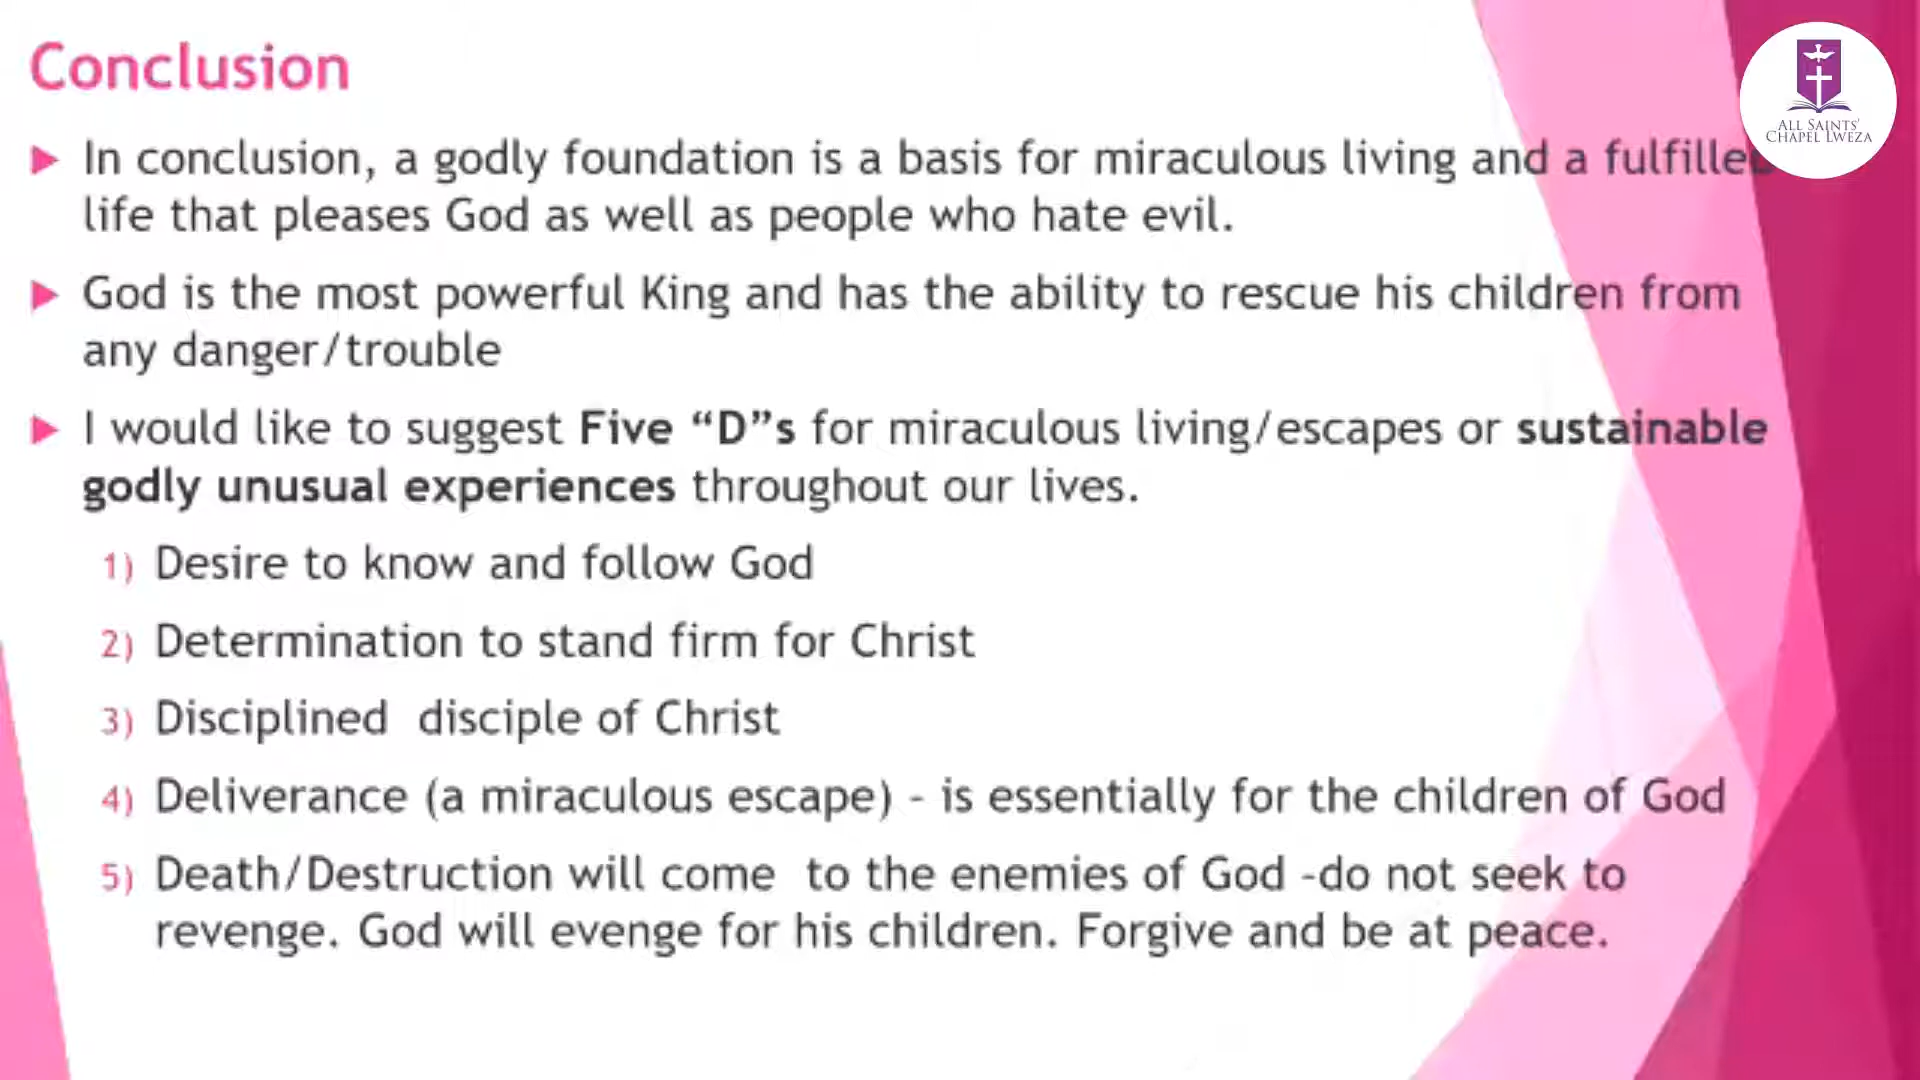 Conclusion
ALL SAINTS'
CHAPEL LWEZA
► In conclusion, a godly foundation is a basis for miraculous living and a fulfilled
life that pleases God as well as people who hate evil.
► God is the most powerful King and has the ability to rescue his children from
any danger/trouble
► I would like to suggest Five “D”s for miraculous living/escapes or sustainable
godly unusual experiences throughout our lives.
1) Desire to know and follow God
2) Determination to stand firm for Christ
3) Disciplined disciple of Christ
4) Deliverance (a miraculous escape) – is essentially for the children of God
5) Death/Destruction will come to the enemies of God –do not seek to
revenge. God will evenge for his children. Forgive and be at peace.